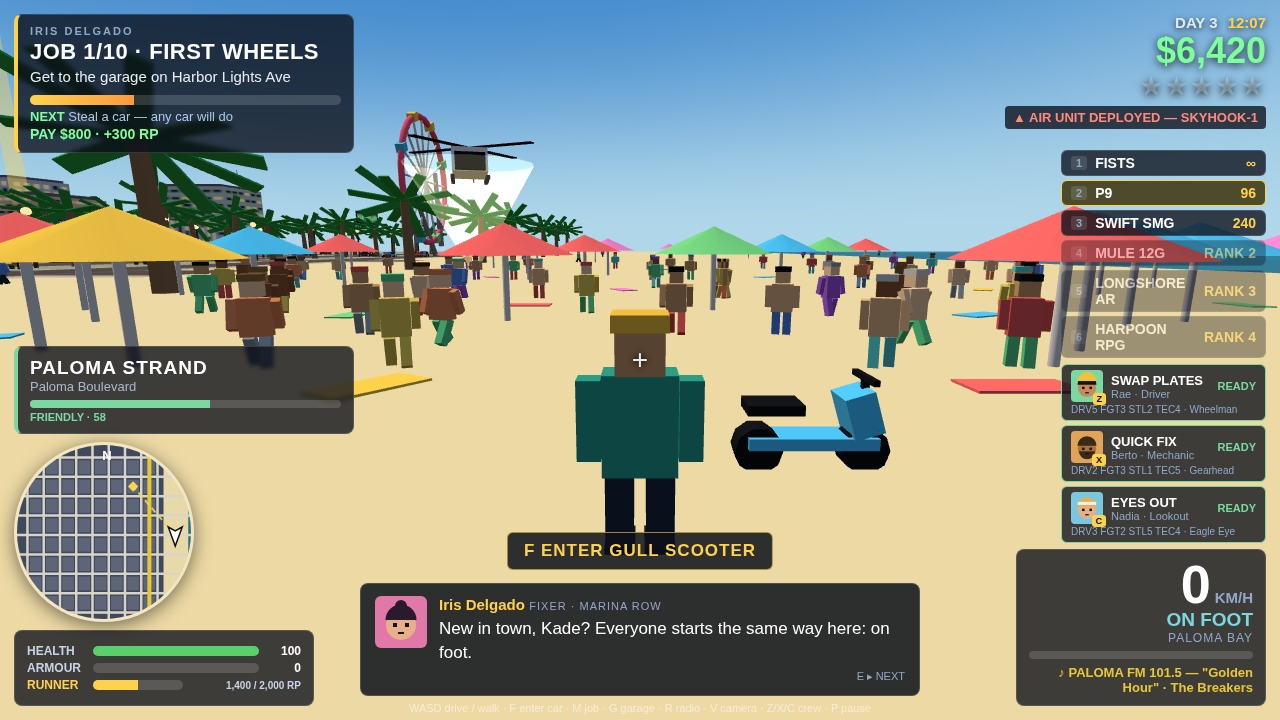 IRIS DELGADO
JOB 1/10 · FIRST WHEELS
Get to the garage on Harbor Lights Ave
NEXT Steal a car — any car will do
PAY $800 · +300 RP
DAY 3 12:07
$6,420
▲ AIR UNIT DEPLOYED — SKYHOOK-1
1 FISTS ∞
2 P9 96
3 SWIFT SMG 240
4 MULE 12G RANK 2
5 LONGSHORE AR RANK 3
6 HARPOON RPG RANK 4
PALOMA STRAND
Paloma Boulevard
FRIENDLY · 58
Z SWAP PLATES READY
Rae · Driver
DRV5 FGT3 STL2 TEC4 · Wheelman
X QUICK FIX READY
Berto · Mechanic
DRV2 FGT3 STL1 TEC5 · Gearhead
C EYES OUT READY
Nadia · Lookout
DRV3 FGT2 STL5 TEC4 · Eagle Eye
N
F ENTER GULL SCOOTER
Iris Delgado FIXER · MARINA ROW
New in town, Kade? Everyone starts the same way here: on
foot.
E ▸ NEXT
HEALTH 100
ARMOUR 0
RUNNER 1,400 / 2,000 RP
0 KM/H
ON FOOT
PALOMA BAY
♪ PALOMA FM 101.5 — "Golden
Hour" · The Breakers
WASD drive / walk · F enter car · M job · G garage · R radio · V camera · Z/X/C crew · P pause